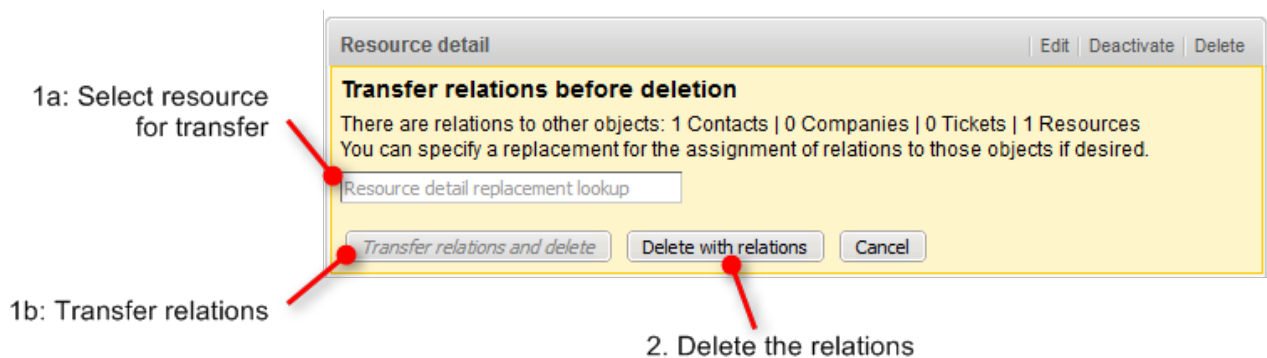 Resource detail
Edit | Deactivate | Delete
Transfer relations before deletion
1a: Select resource
for transfer
There are relations to other objects: 1 Contacts | 0 Companies | 0 Tickets | 1 Resources
You can specify a replacement for the assignment of relations to those objects if desired.
Resource detail replacement lookup
Transfer relations and delete
Delete with relations
Cancel
1b: Transfer relations
2. Delete the relations